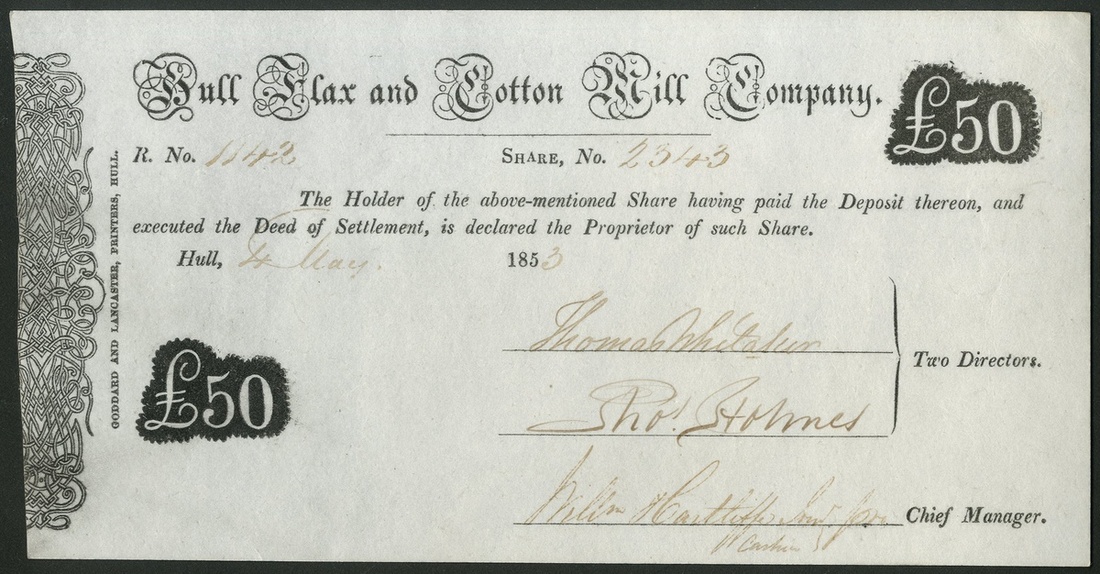 Hull Flax and Cotton Mill Company.
£50
R. No. 1142 SHARE, No. 2343
The Holder of the above-mentioned Share having paid the Deposit thereon, and
executed the Deed of Settlement, is declared the Proprietor of such Share.
Hull, 4 May. 1853
Thomas Whitaker
Two Directors.
£50
Thos. Holmes
Chief Manager.
GODDARD AND LANCASTER, PRINTERS, HULL.